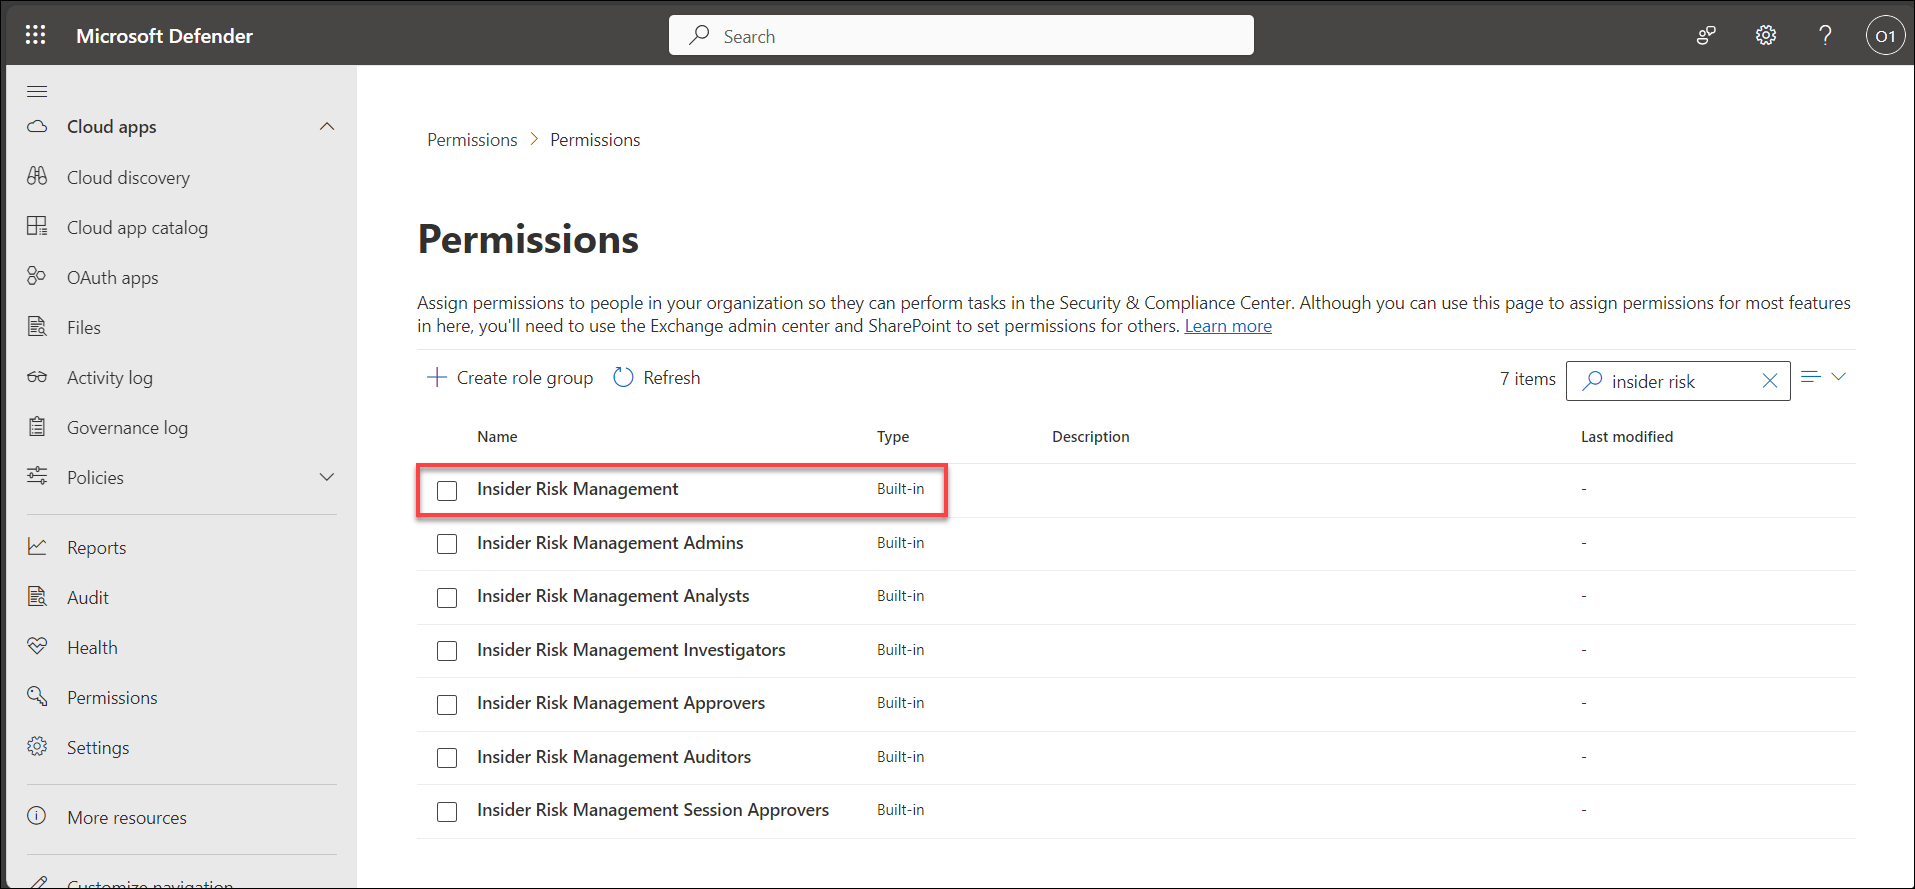 Microsoft Defender
Search
O1
Cloud apps
Cloud discovery
Cloud app catalog
OAuth apps
Files
Activity log
Governance log
Policies
Reports
Audit
Health
Permissions
Settings
More resources
Customize navigation
Permissions > Permissions
Permissions
Assign permissions to people in your organization so they can perform tasks in the Security & Compliance Center. Although you can use this page to assign permissions for most features
in here, you'll need to use the Exchange admin center and SharePoint to set permissions for others. Learn more
Create role group Refresh 7 items insider risk
Name Type Description Last modified
Insider Risk Management Built-in -
Insider Risk Management Admins Built-in -
Insider Risk Management Analysts Built-in -
Insider Risk Management Investigators Built-in -
Insider Risk Management Approvers Built-in -
Insider Risk Management Auditors Built-in -
Insider Risk Management Session Approvers Built-in -